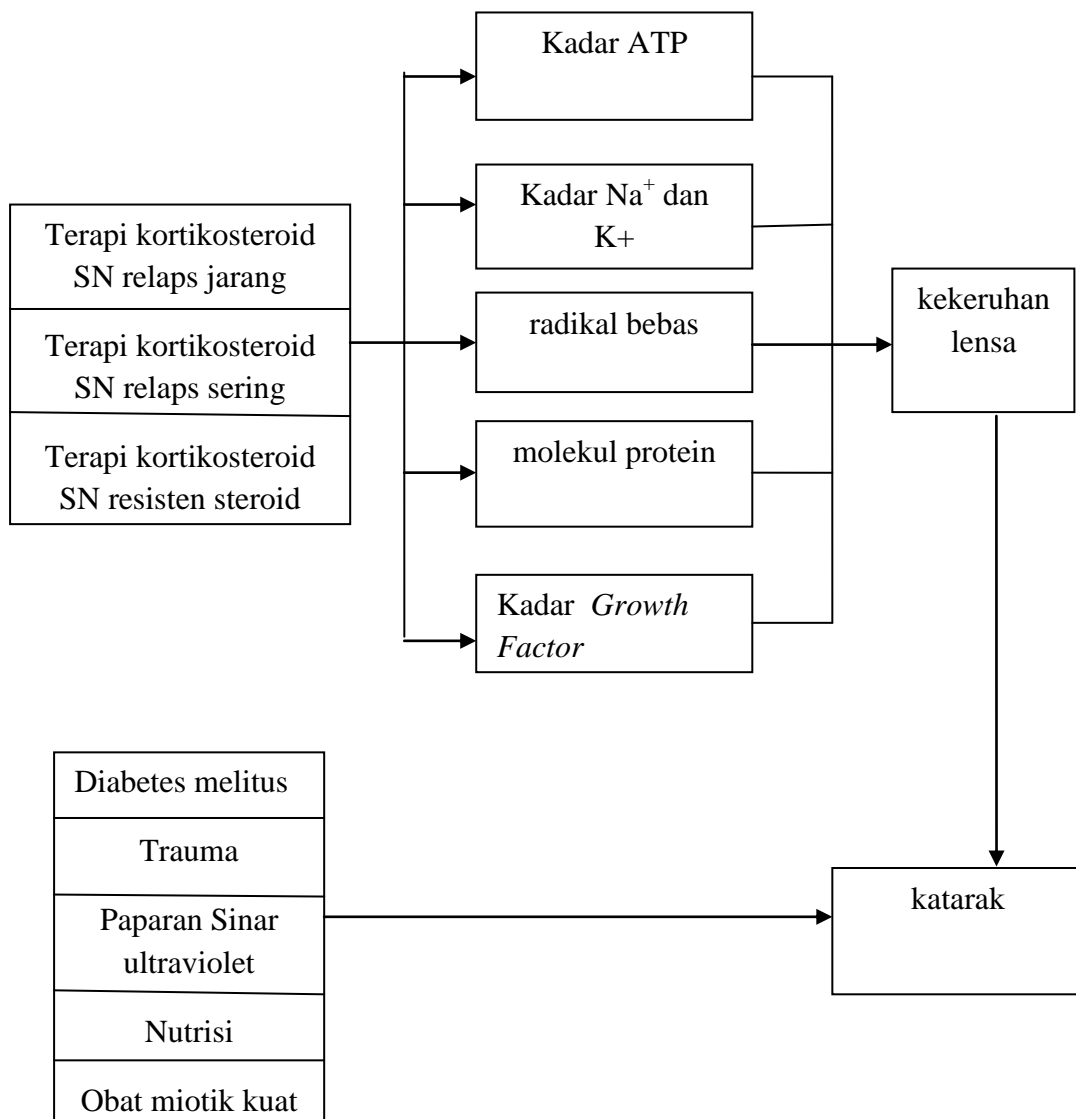 Kadar ATP
Kadar Na⁺ dan
K+
Terapi kortikosteroid
SN relaps jarang
Terapi kortikosteroid
SN relaps sering
Terapi kortikosteroid
SN resisten steroid
radikal bebas
molekul protein
Kadar Growth
Factor
kekeruhan
lensa
Diabetes melitus
Trauma
Paparan Sinar
ultraviolet
Nutrisi
Obat miotik kuat
katarak